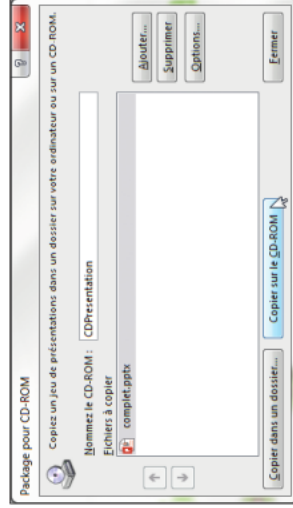 Package pour CD-ROM
Copiez un jeu de présentations dans un dossier sur votre ordinateur ou sur un CD-ROM.
Nommez le CD-ROM : CDPresentation
Fichiers à copier
complet.pptx
Ajouter...
Supprimer
Options...
Copier dans un dossier... Copier sur le CD-ROM Fermer